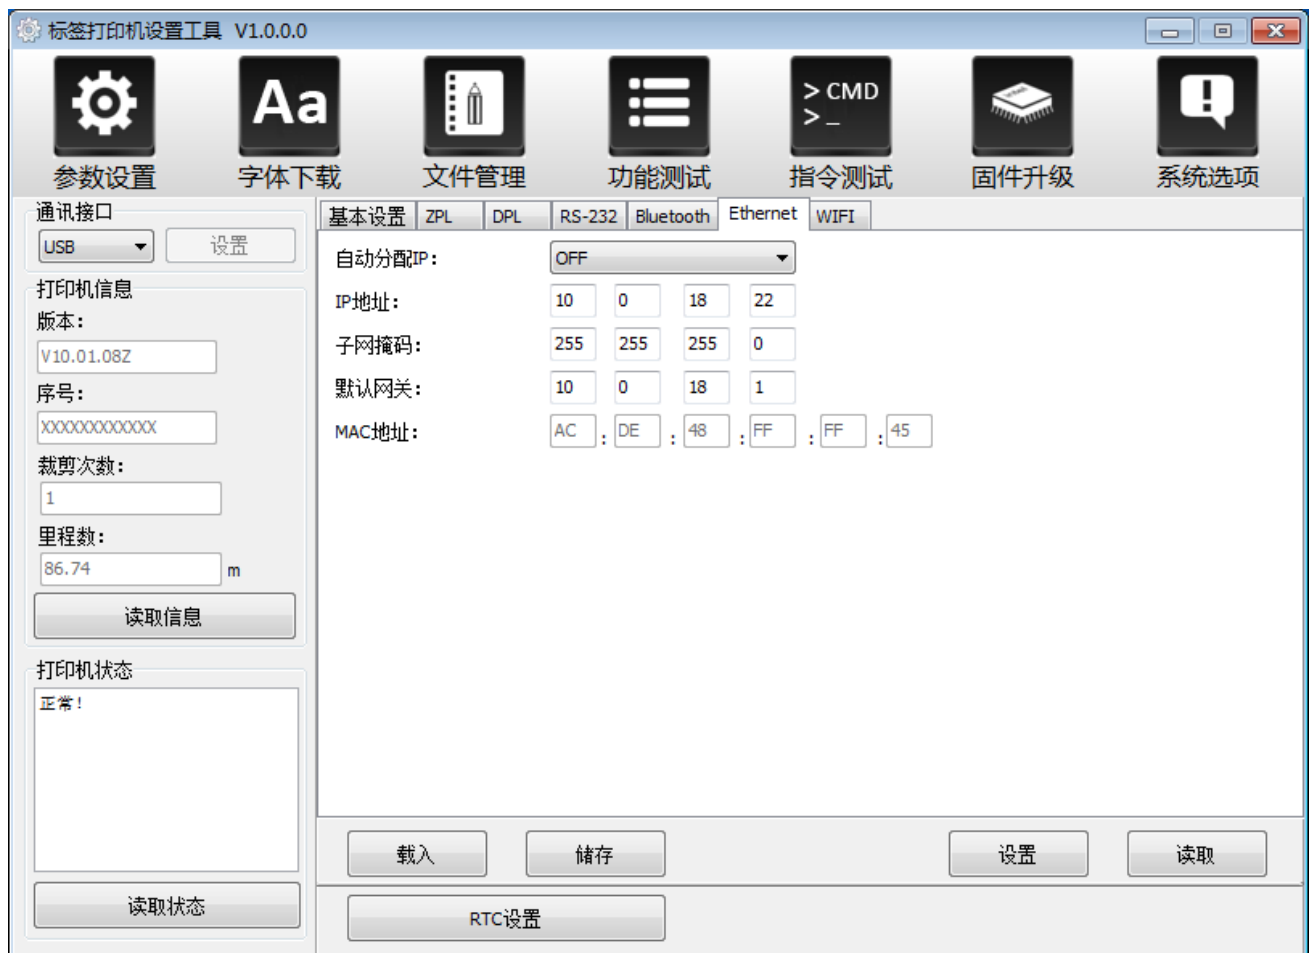 标签打印机设置工具 V1.0.0.0
Aa
> CMD
> _
参数设置 字体下载 文件管理 功能测试 指令测试 固件升级 系统选项
通讯接口
USB 设置
打印机信息
版本：
V10.01.08Z
序号：
XXXXXXXXXXXX
裁剪次数：
1
里程数：
86.74 m
读取信息
打印机状态
正常!
读取状态
基本设置 ZPL DPL RS-232 Bluetooth Ethernet WIFI
自动分配IP： OFF
IP地址： 10 0 18 22
子网掩码： 255 255 255 0
默认网关： 10 0 18 1
MAC地址： AC : DE : 48 : FF : FF : 45
载入 储存 设置 读取
RTC设置